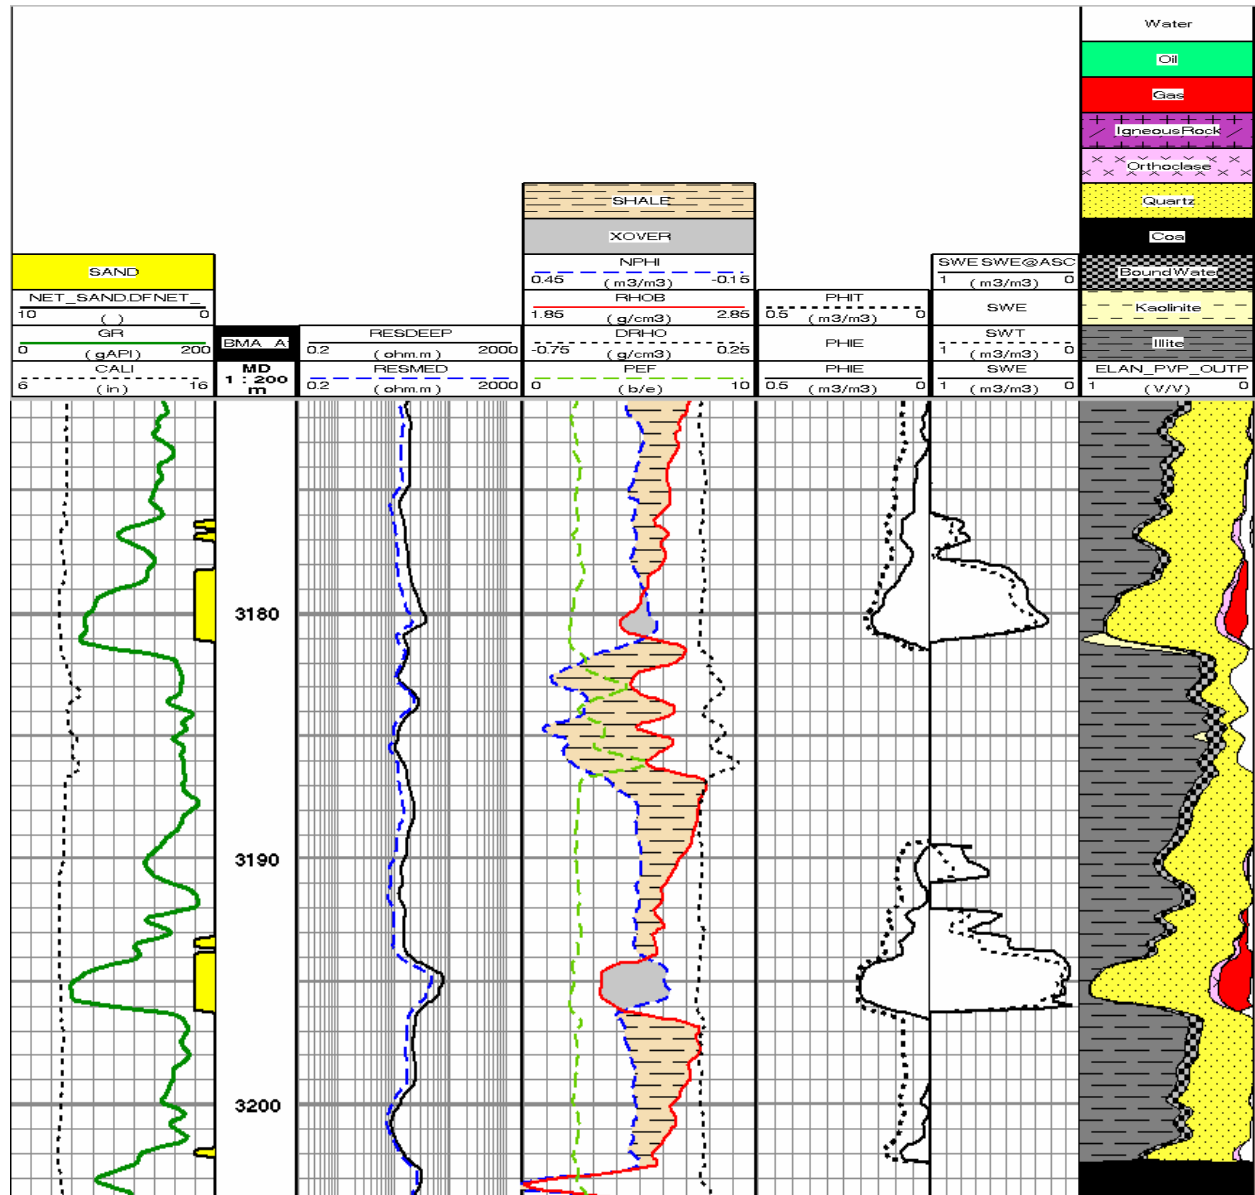 Water
Oil
Gas
IgneousRock
Orthoclase
SHALE
Quartz
XOVER
Coa
SAND
NPHI
0.45 (m3/m3) -0.15
SWE SWE@ASC
1 (m3/m3) 0
BoundWater
NET_SAND.DFNET_
10 ( ) 0
RHOB
1.85 (g/cm3) 2.85
PHIT
0.5 (m3/m3) 0
SWE
Kaolinite
GR
0 (gAPI) 200
BMA_A
RESDEEP
0.2 (ohm.m) 2000
DRHO
-0.75 (g/cm3) 0.25
PHIE
SWT
1 (m3/m3) 0
Illite
CALI
6 (in) 16
MD
1 : 200
m
RESMED
0.2 (ohm.m) 2000
PEF
0 (b/e) 10
PHIE
0.5 (m3/m3) 0
SWE
1 (m3/m3) 0
ELAN_PVP_OUTP
1 (V/V) 0
3180
3190
3200